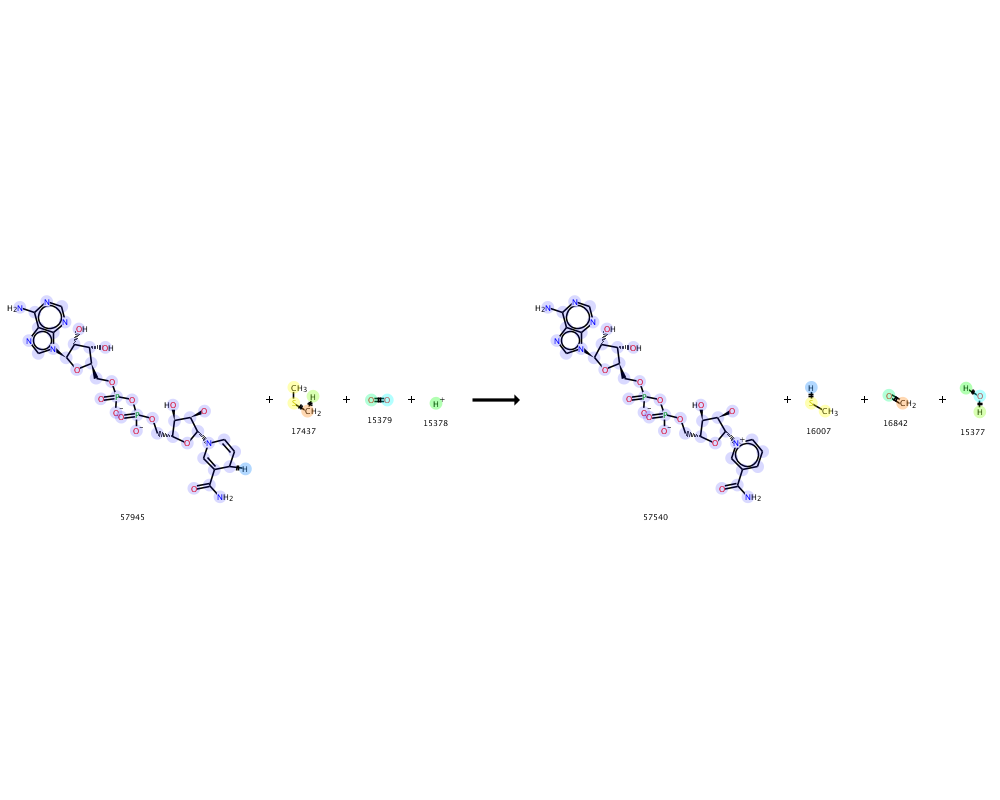 H₂N N N N N OH OH O O O P O O⁻ O P O O⁻ HO O O N H O NH₂
57945
+
CH₃ S H CH₂
17437
+
O O
15379
+
H⁺
15378
H₂N N N N N OH OH O O O P O O⁻ O P O O⁻ HO O O N⁺ O NH₂
57540
+
H S CH₃
16007
+
O CH₂
16842
+
H O H
15377